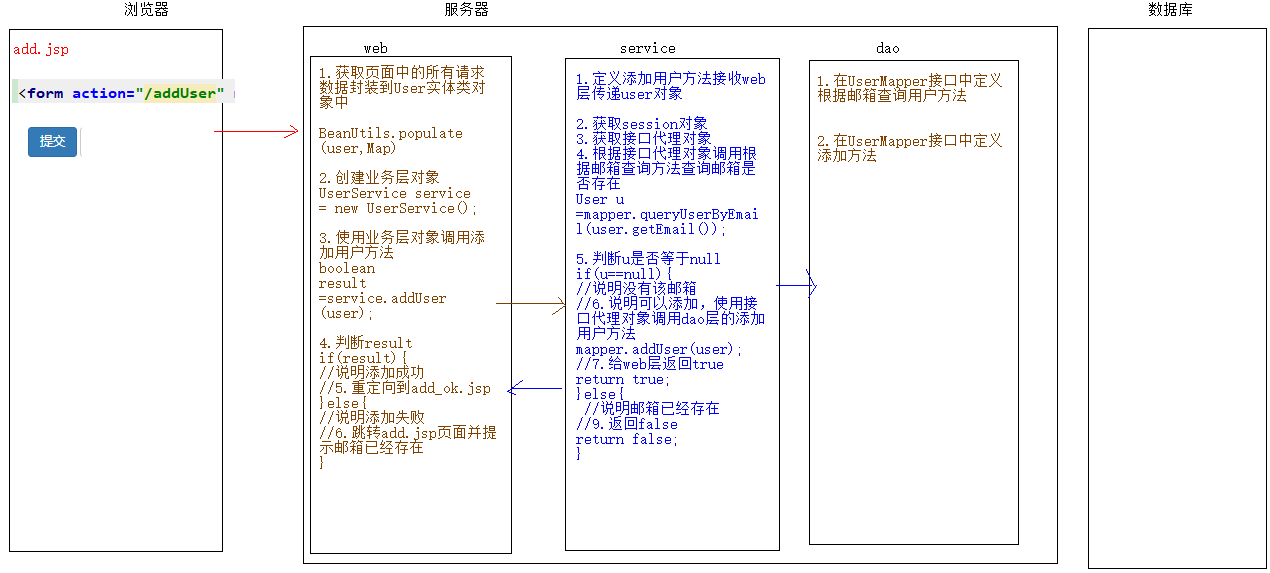 浏览器
服务器
数据库
add.jsp
<form action="/addUser"
提交
web
1.获取页面中的所有请求
数据封装到User实体类对
象中
BeanUtils.populate
(user,Map)
2.创建业务层对象
UserService service
= new UserService();
3.使用业务层对象调用添
加用户方法
boolean
result
=service.addUser
(user);
4.判断result
if(result){
//说明添加成功
//5.重定向到add_ok.jsp
}else{
//说明添加失败
//6.跳转add.jsp页面并提
示邮箱已经存在
}
service
1.定义添加用户方法接收web
层传递user对象
2.获取session对象
3.获取接口代理对象
4.根据接口代理对象调用根
据邮箱查询方法查询邮箱是
否存在
User u
=mapper.queryUserByEmai
l(user.getEmail());
5.判断u是否等于null
if(u==null){
//说明没有该邮箱
//6.说明可以添加，使用接
口代理对象调用dao层的添加
用户方法
mapper.addUser(user);
//7.给web层返回true
return true;
}else{
//说明邮箱已经存在
//9.返回false
return false;
}
dao
1.在UserMapper接口中定义
根据邮箱查询用户方法
2.在UserMapper接口中定义
添加方法